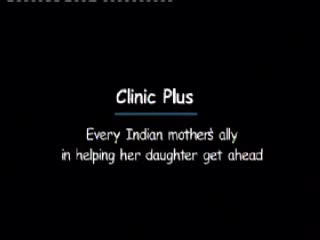 Clinic Plus
Every Indian mother's ally
in helping her daughter get ahead